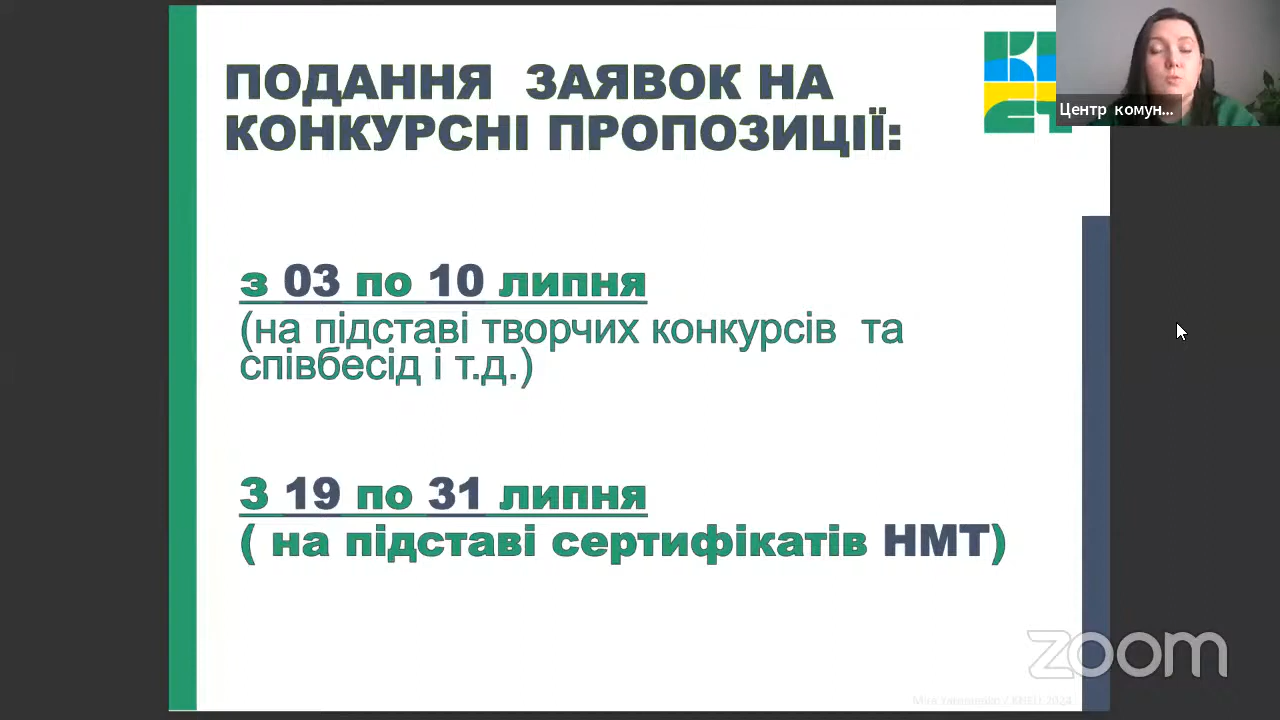 ПОДАННЯ ЗАЯВОК НА
КОНКУРСНІ ПРОПОЗИЦІЇ:
Центр комун...
з 03 по 10 липня
(на підставі творчих конкурсів та
співбесід і т.д.)
З 19 по 31 липня
( на підставі сертифікатів НМТ)
zoom